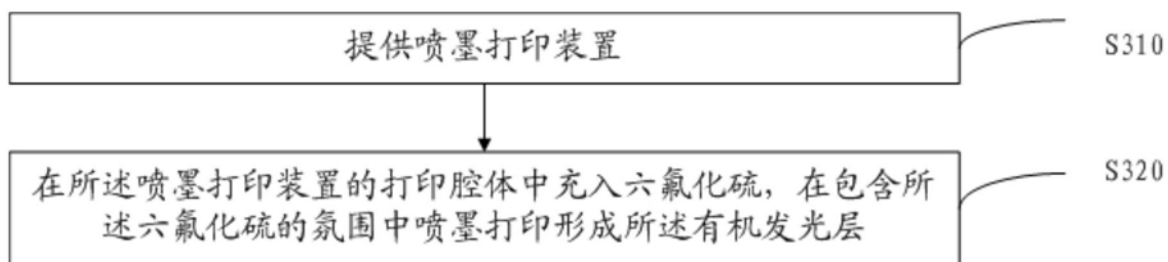 提供喷墨打印装置
S310
在所述喷墨打印装置的打印腔体中充入六氟化硫，在包含所
述六氟化硫的氛围中喷墨打印形成所述有机发光层
S320